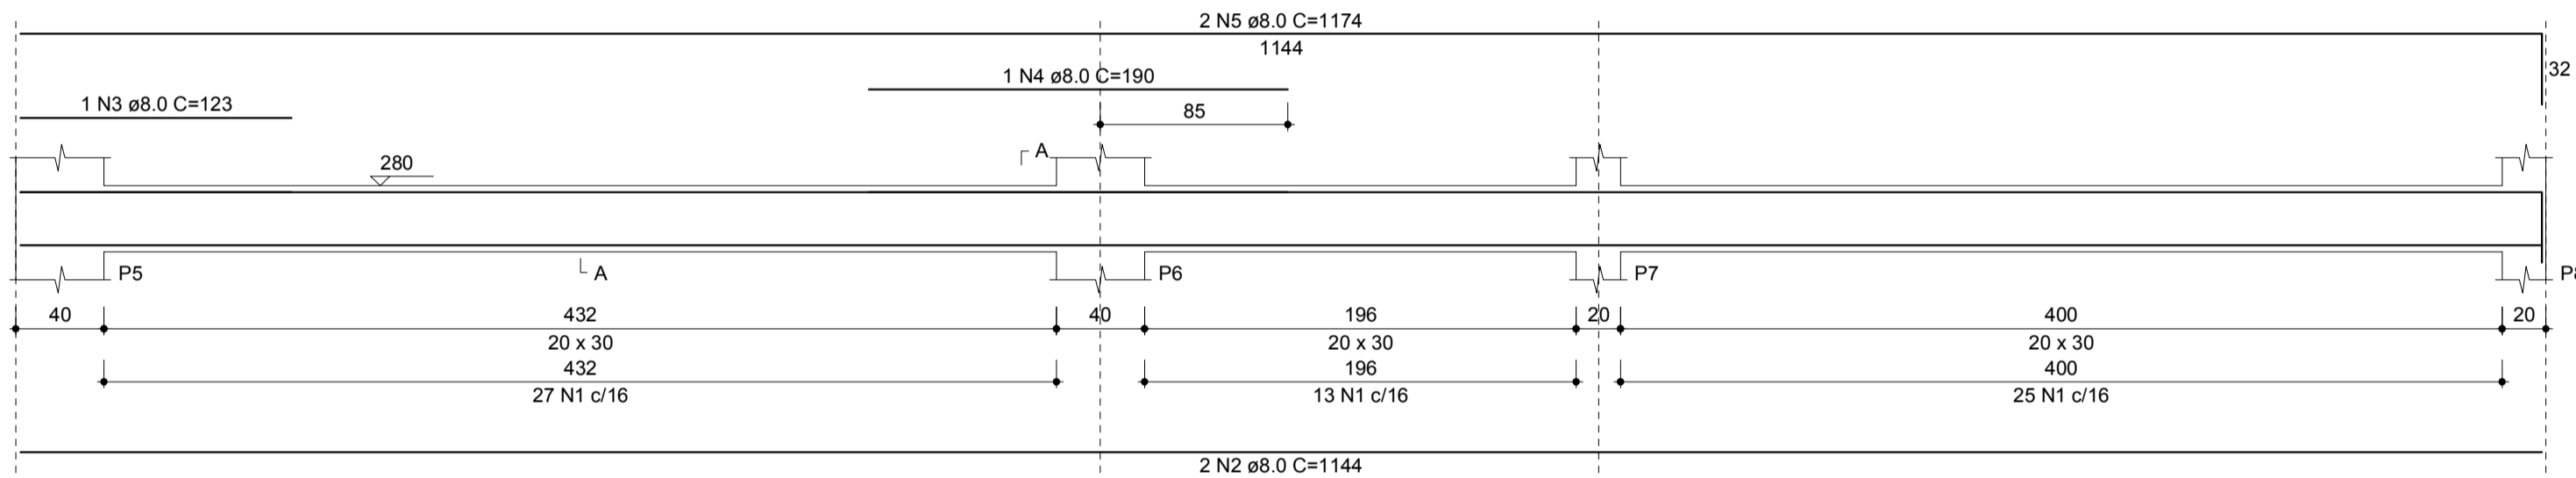 2 N5 ø8.0 C=1174
1144
32
1 N4 ø8.0 C=190
1 N3 ø8.0 C=123
85
A
280
P5
A
P6
P7
P8
40
432
40
196
20
400
20
20 x 30
20 x 30
20 x 30
432
196
400
27 N1 c/16
13 N1 c/16
25 N1 c/16
2 N2 ø8.0 C=1144